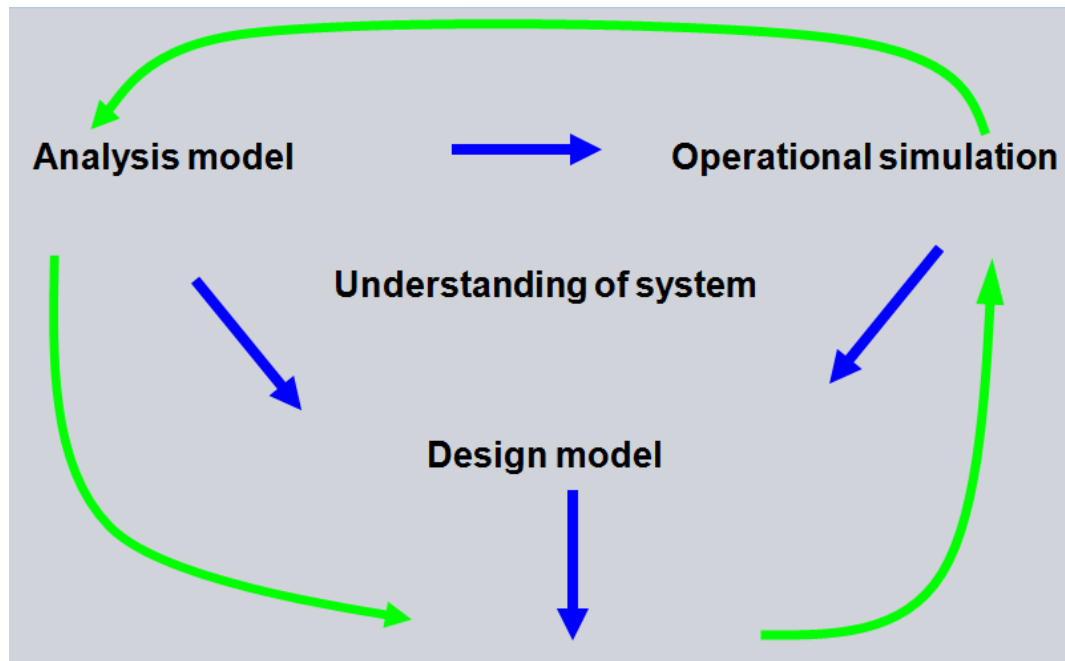 Analysis model
Operational simulation
Understanding of system
Design model